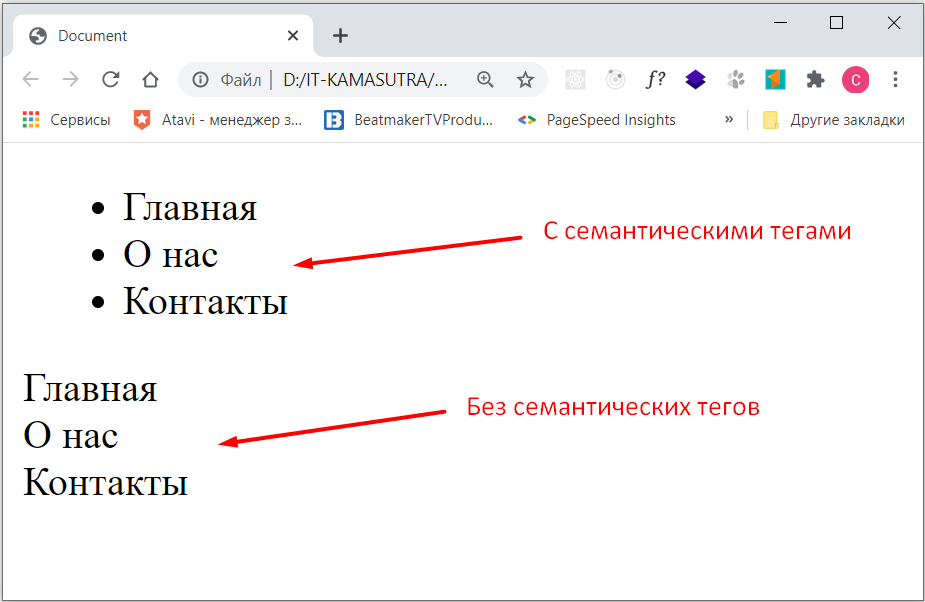 Document
Файл | D:/IT-KAMASUTRA/...
f?
C
Сервисы
Atavi - менеджер з...
BeatmakerTVProdu...
PageSpeed Insights
»
Другие закладки
• Главная
• О нас
• Контакты
С семантическими тегами
Главная
О нас
Контакты
Без семантических тегов